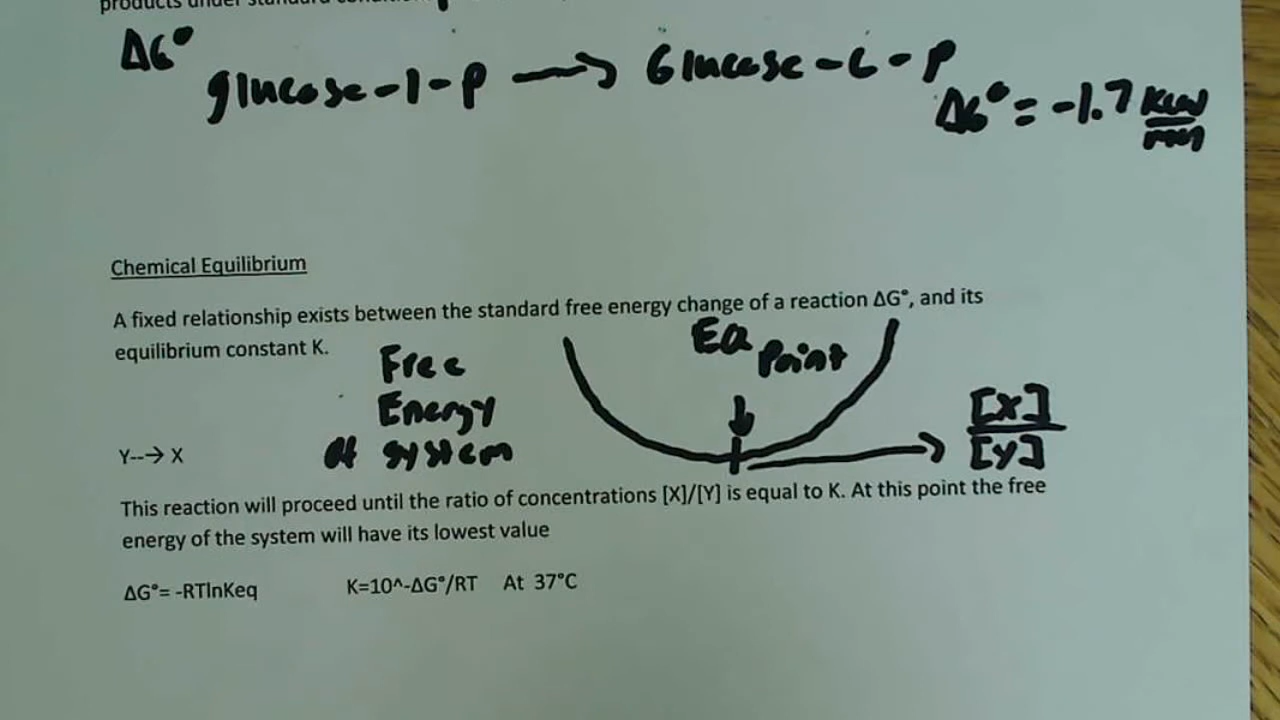 products under standard
ΔG°
glucose-1-p → Glucose-6-p
ΔG° = -1.7
Chemical Equilibrium
A fixed relationship exists between the standard free energy change of a reaction ΔG°, and its
equilibrium constant K.
Free
Energy
of system
EQ
Point
[X]
[Y]
Y--→ X
This reaction will proceed until the ratio of concentrations [X]/[Y] is equal to K. At this point the free
energy of the system will have its lowest value
ΔG°= -RTlnKeq K=10^-ΔG°/RT At 37°C